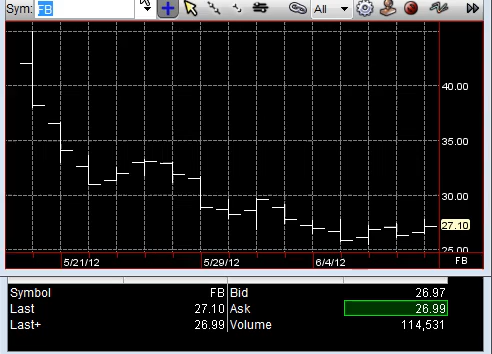 Sym: FB All
40.00
35.00
30.00
27.10
25.00
5/21/12 5/29/12 6/4/12 FB
Symbol FB Bid 26.97
Last 27.10 Ask 26.99
Last+ 26.99 Volume 114,531